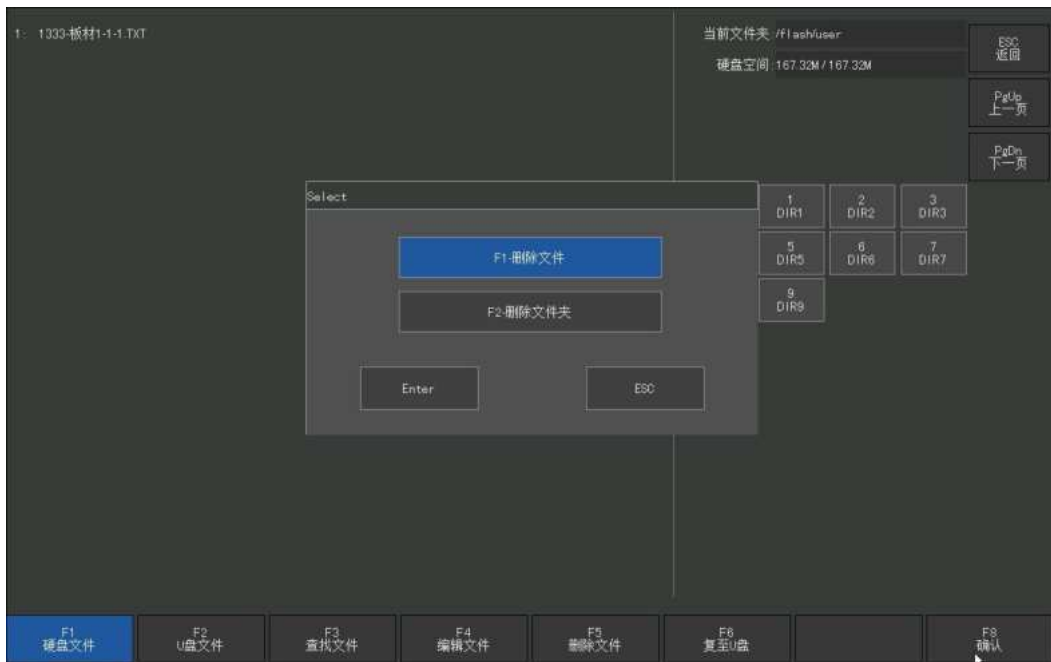 1: 1333-板材1-1-1.TXT
当前文件夹:/flash/user
硬盘空间:167.32M/167.32M
ESC
返回
PgUp
上一页
PgDn
下一页
Select
F1-删除文件
F2-删除文件夹
Enter
ESC
1
DIR1
2
DIR2
3
DIR3
5
DIR5
6
DIR6
7
DIR7
9
DIR9
F1
硬盘文件
F2
U盘文件
F3
查找文件
F4
编辑文件
F5
删除文件
F6
复至U盘
F8
确认